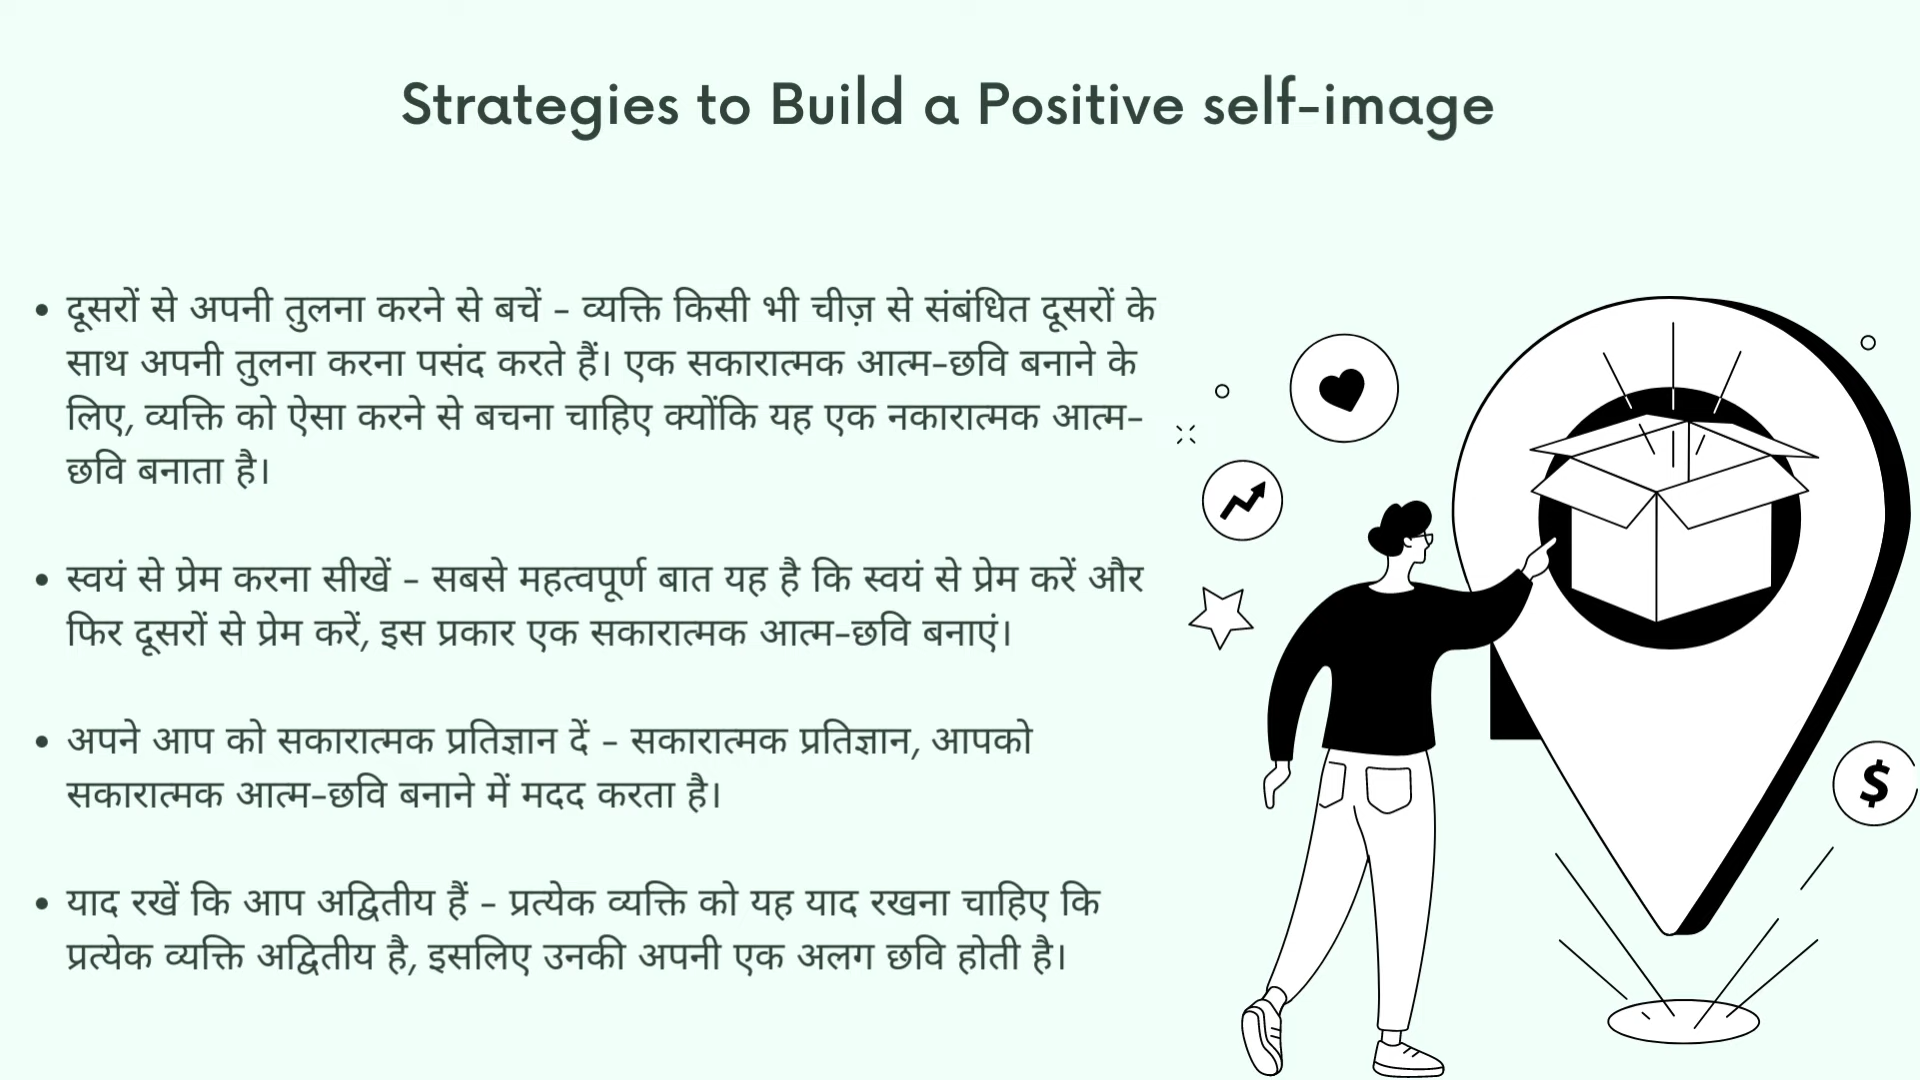 Strategies to Build a Positive self-image
• दूसरों से अपनी तुलना करने से बचें - व्यक्ति किसी भी चीज़ से संबंधित दूसरों के
साथ अपनी तुलना करना पसंद करते हैं। एक सकारात्मक आत्म-छवि बनाने के
लिए, व्यक्ति को ऐसा करने से बचना चाहिए क्योंकि यह एक नकारात्मक आत्म-
छवि बनाता है।
• स्वयं से प्रेम करना सीखें - सबसे महत्वपूर्ण बात यह है कि स्वयं से प्रेम करें और
फिर दूसरों से प्रेम करें, इस प्रकार एक सकारात्मक आत्म-छवि बनाएं।
• अपने आप को सकारात्मक प्रतिज्ञान दें - सकारात्मक प्रतिज्ञान, आपको
सकारात्मक आत्म-छवि बनाने में मदद करता है।
• याद रखें कि आप अद्वितीय हैं - प्रत्येक व्यक्ति को यह याद रखना चाहिए कि
प्रत्येक व्यक्ति अद्वितीय है, इसलिए उनकी अपनी एक अलग छवि होती है।
$